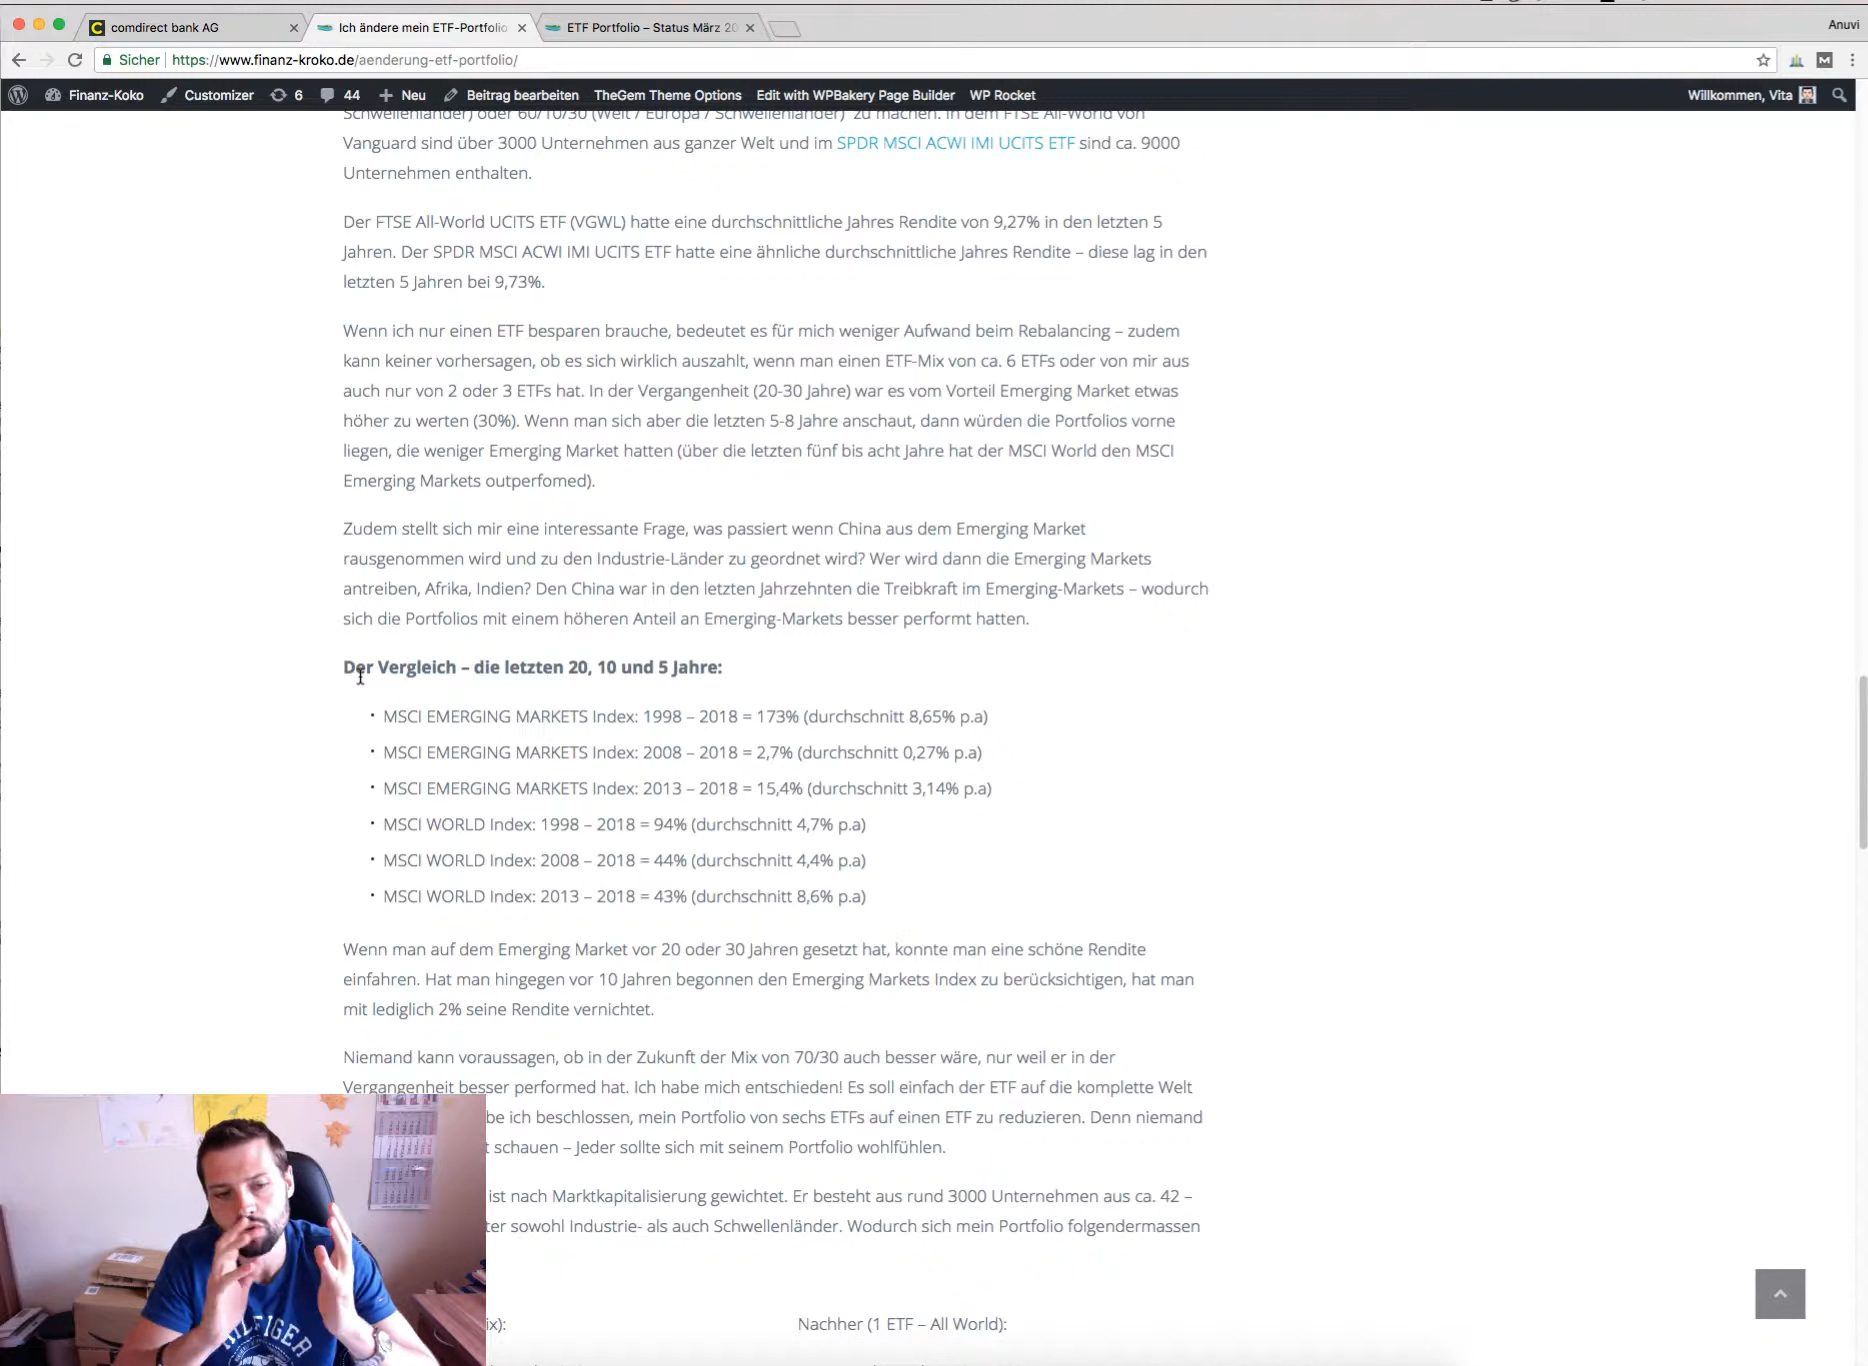 comdirect bank AG
Ich ändere mein ETF-Portfolio
ETF Portfolio – Status März 20
Anuvi
Sicher
https://www.finanz-kroko.de/aenderung-etf-portfolio/
Finanz-Koko
Customizer
6
44
Neu
Beitrag bearbeiten
TheGem Theme Options
Edit with WPBakery Page Builder
WP Rocket
Willkommen, Vita
Schwellenländer) oder 60/10/30 (Welt / Europa / Schwellenländer) zu machen. In dem FTSE All-World von
Vanguard sind über 3000 Unternehmen aus ganzer Welt und im SPDR MSCI ACWI IMI UCITS ETF sind ca. 9000
Unternehmen enthalten.
Der FTSE All-World UCITS ETF (VGWL) hatte eine durchschnittliche Jahres Rendite von 9,27% in den letzten 5
Jahren. Der SPDR MSCI ACWI IMI UCITS ETF hatte eine ähnliche durchschnittliche Jahres Rendite – diese lag in den
letzten 5 Jahren bei 9,73%.
Wenn ich nur einen ETF besparen brauche, bedeutet es für mich weniger Aufwand beim Rebalancing – zudem
kann keiner vorhersagen, ob es sich wirklich auszahlt, wenn man einen ETF-Mix von ca. 6 ETFs oder von mir aus
auch nur von 2 oder 3 ETFs hat. In der Vergangenheit (20-30 Jahre) war es vom Vorteil Emerging Market etwas
höher zu werten (30%). Wenn man sich aber die letzten 5-8 Jahre anschaut, dann würden die Portfolios vorne
liegen, die weniger Emerging Market hatten (über die letzten fünf bis acht Jahre hat der MSCI World den MSCI
Emerging Markets outperfomed).
Zudem stellt sich mir eine interessante Frage, was passiert wenn China aus dem Emerging Market
rausgenommen wird und zu den Industrie-Länder zu geordnet wird? Wer wird dann die Emerging Markets
antreiben, Afrika, Indien? Den China war in den letzten Jahrzehnten die Treibkraft im Emerging-Markets – wodurch
sich die Portfolios mit einem höheren Anteil an Emerging-Markets besser performt hatten.
Der Vergleich – die letzten 20, 10 und 5 Jahre:
• MSCI EMERGING MARKETS Index: 1998 – 2018 = 173% (durchschnitt 8,65% p.a)
• MSCI EMERGING MARKETS Index: 2008 – 2018 = 2,7% (durchschnitt 0,27% p.a)
• MSCI EMERGING MARKETS Index: 2013 – 2018 = 15,4% (durchschnitt 3,14% p.a)
• MSCI WORLD Index: 1998 – 2018 = 94% (durchschnitt 4,7% p.a)
• MSCI WORLD Index: 2008 – 2018 = 44% (durchschnitt 4,4% p.a)
• MSCI WORLD Index: 2013 – 2018 = 43% (durchschnitt 8,6% p.a)
Wenn man auf dem Emerging Market vor 20 oder 30 Jahren gesetzt hat, konnte man eine schöne Rendite
einfahren. Hat man hingegen vor 10 Jahren begonnen den Emerging Markets Index zu berücksichtigen, hat man
mit lediglich 2% seine Rendite vernichtet.
Niemand kann voraussagen, ob in der Zukunft der Mix von 70/30 auch besser wäre, nur weil er in der
Vergangenheit besser performed hat. Ich habe mich entschieden! Es soll einfach der ETF auf die komplette Welt
be ich beschlossen, mein Portfolio von sechs ETFs auf einen ETF zu reduzieren. Denn niemand
t schauen – Jeder sollte sich mit seinem Portfolio wohlfühlen.
ist nach Marktkapitalisierung gewichtet. Er besteht aus rund 3000 Unternehmen aus ca. 42 –
ter sowohl Industrie- als auch Schwellenländer. Wodurch sich mein Portfolio folgendermassen
ix):
Nachher (1 ETF – All World):
HILFIGER